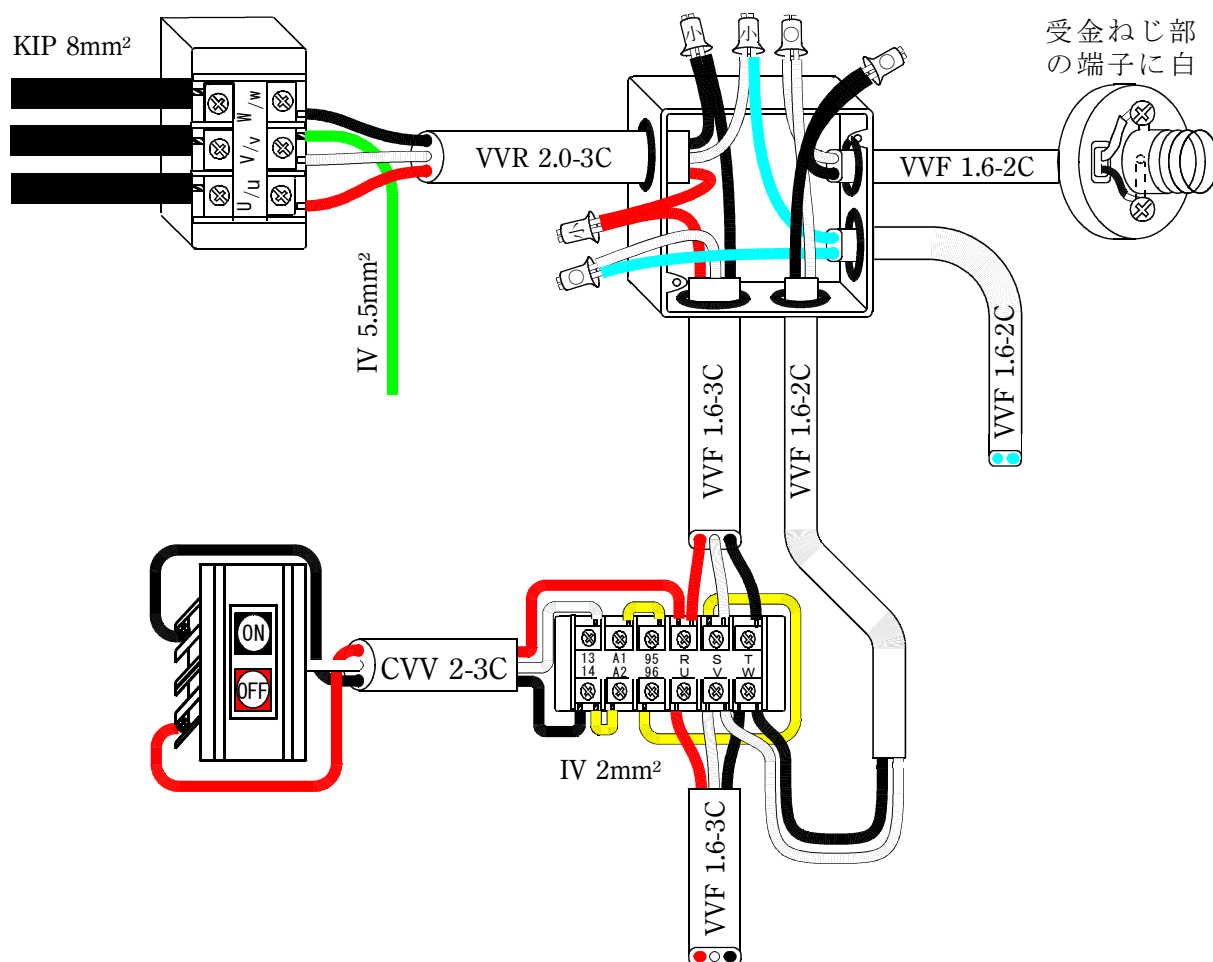 KIP 8mm²
W/w
V/v
U/u
VVR 2.0-3C
IV 5.5mm²
小
小
○
○
小
○
受金ねじ部
の端子に白
VVF 1.6-2C
VVF 1.6-2C
VVF 1.6-3C
VVF 1.6-2C
ON
OFF
CVV 2-3C
13 A1 95 R S T
14 A2 96 U V W
IV 2mm²
VVF 1.6-3C